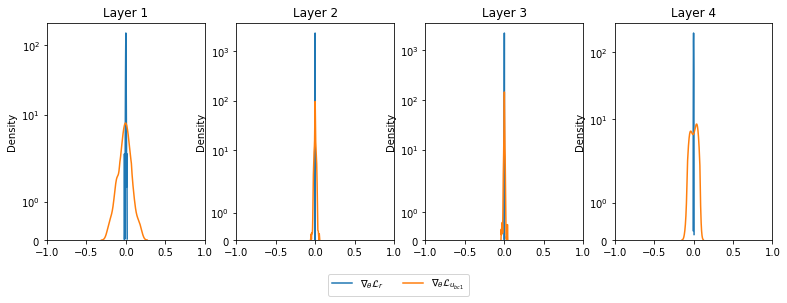 Layer 1 Layer 2 Layer 3 Layer 4
Density Density Density Density
10² 10³ 10³ 10²
10¹ 10² 10² 10¹
10⁰ 10¹ 10¹ 10⁰
10⁰ 10⁰
0 0 0 0
−1.0 −0.5 0.0 0.5 1.0 −1.0 −0.5 0.0 0.5 1.0 −1.0 −0.5 0.0 0.5 1.0 −1.0 −0.5 0.0 0.5 1.0
∇θℒr ∇θℒu_bc1